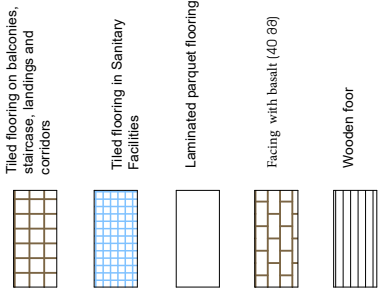 Tiled flooring on balconies,
staircase, landings and
corridors
Tiled flooring in Sanitary
Facilities
Laminated parquet flooring
Facing with basalt (40 მმ)
Wooden foor